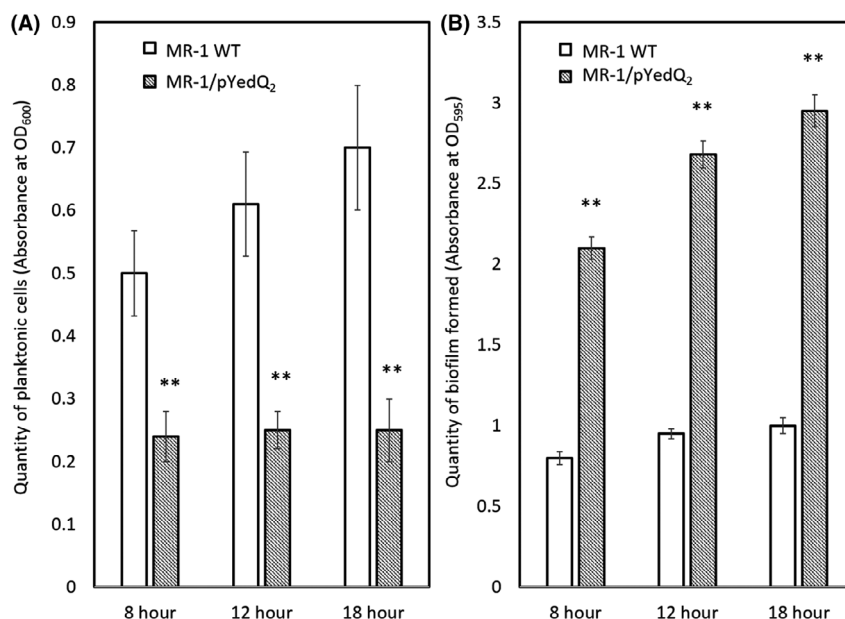 (A)
Quantity of planktonic cells (Absorbance at OD600)
0.9
0.8
0.7
0.6
0.5
0.4
0.3
0.2
0.1
0
MR-1 WT
MR-1/pYedQ2
**
**
**
8 hour 12 hour 18 hour
(B)
Quantity of biofilm formed (Absorbance at OD595)
3.5
3
2.5
2
1.5
1
0.5
0
MR-1 WT
MR-1/pYedQ2
**
**
**
8 hour 12 hour 18 hour